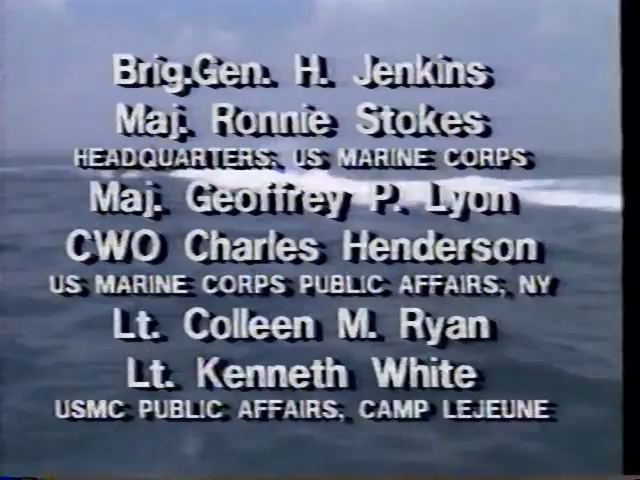 Brig.Gen. H. Jenkins
Maj. Ronnie Stokes
HEADQUARTERS, US MARINE CORPS
Maj. Geoffrey P. Lyon
CWO Charles Henderson
US MARINE CORPS PUBLIC AFFAIRS, NY
Lt. Colleen M. Ryan
Lt. Kenneth White
USMC PUBLIC AFFAIRS, CAMP LEJEUNE